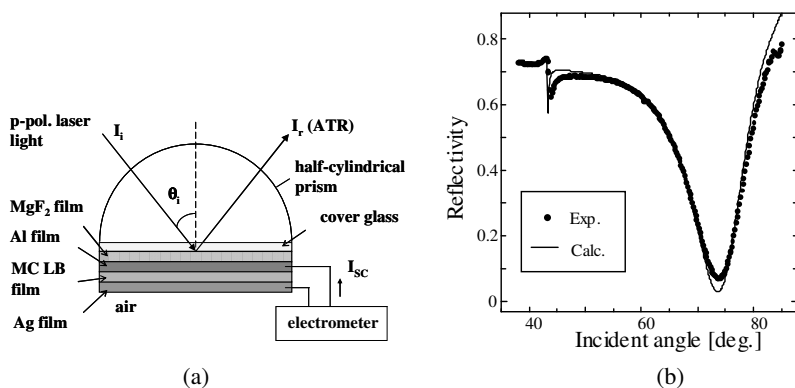 p-pol. laser
light
I_i
I_r (ATR)
θ_i
half-cylindrical
prism
cover glass
MgF₂ film
Al film
MC LB
film
Ag film
air
I_SC
electrometer
(a)
0.8
0.6
0.4
0.2
0
Reflectivity
Exp.
Calc.
40 60 80
Incident angle [deg.]
(b)